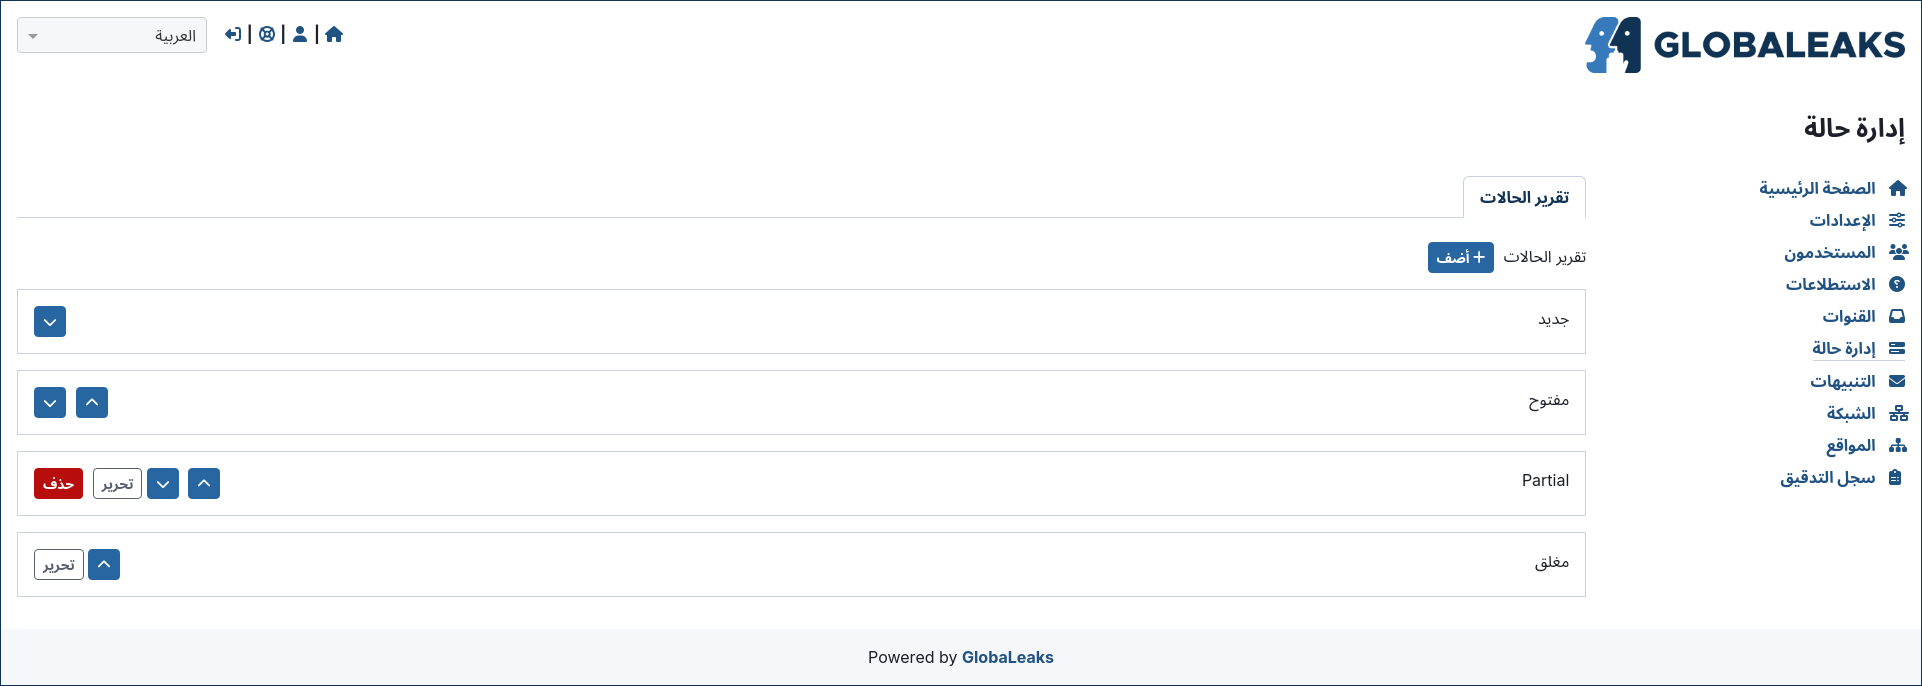 GLOBALEAKS
العربية
إدارة حالة
الصفحة الرئيسية
الإعدادات
المستخدمون
الاستطلاعات
القنوات
إدارة حالة
التنبيهات
الشبكة
المواقع
سجل التدقيق
تقرير الحالات
تقرير الحالات
أضف
جديد
مفتوح
Partial
تحرير
حذف
مغلق
تحرير
Powered by GlobaLeaks